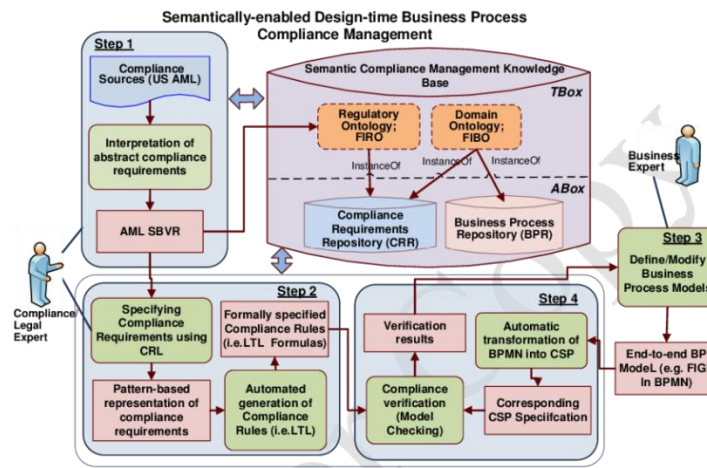 Semantically-enabled Design-time Business Process
Compliance Management
Step 1
Compliance
Sources (US AML)
Interpretation of
abstract compliance
requirements
AML SBVR
Semantic Compliance Management Knowledge
Base
TBox
Regulatory
Ontology;
FIRO
Domain
Ontology;
FIBO
InstanceOf
InstanceOf
InstanceOf
ABox
Compliance
Requirements
Repository (CRR)
Business Process
Repository (BPR)
Business
Expert
Step 3
Define/Modify
Business
Process Models
End-to-end BP
ModeL (e.g. FIG
In BPMN)
Compliance/
Legal Expert
Step 2
Specifying
Compliance
Requirements using
CRL
Formally specified
Compliance Rules
(i.e.LTL Formulas)
Pattern-based
representation of
compliance
requirements
Automated
generation of
Compliance
Rules (i.e.LTL)
Step 4
Verification
results
Automatic
transformation of
BPMN into CSP
Compliance
verification
(Model
Checking)
Corresponding
CSP Speciifcation
or Copy